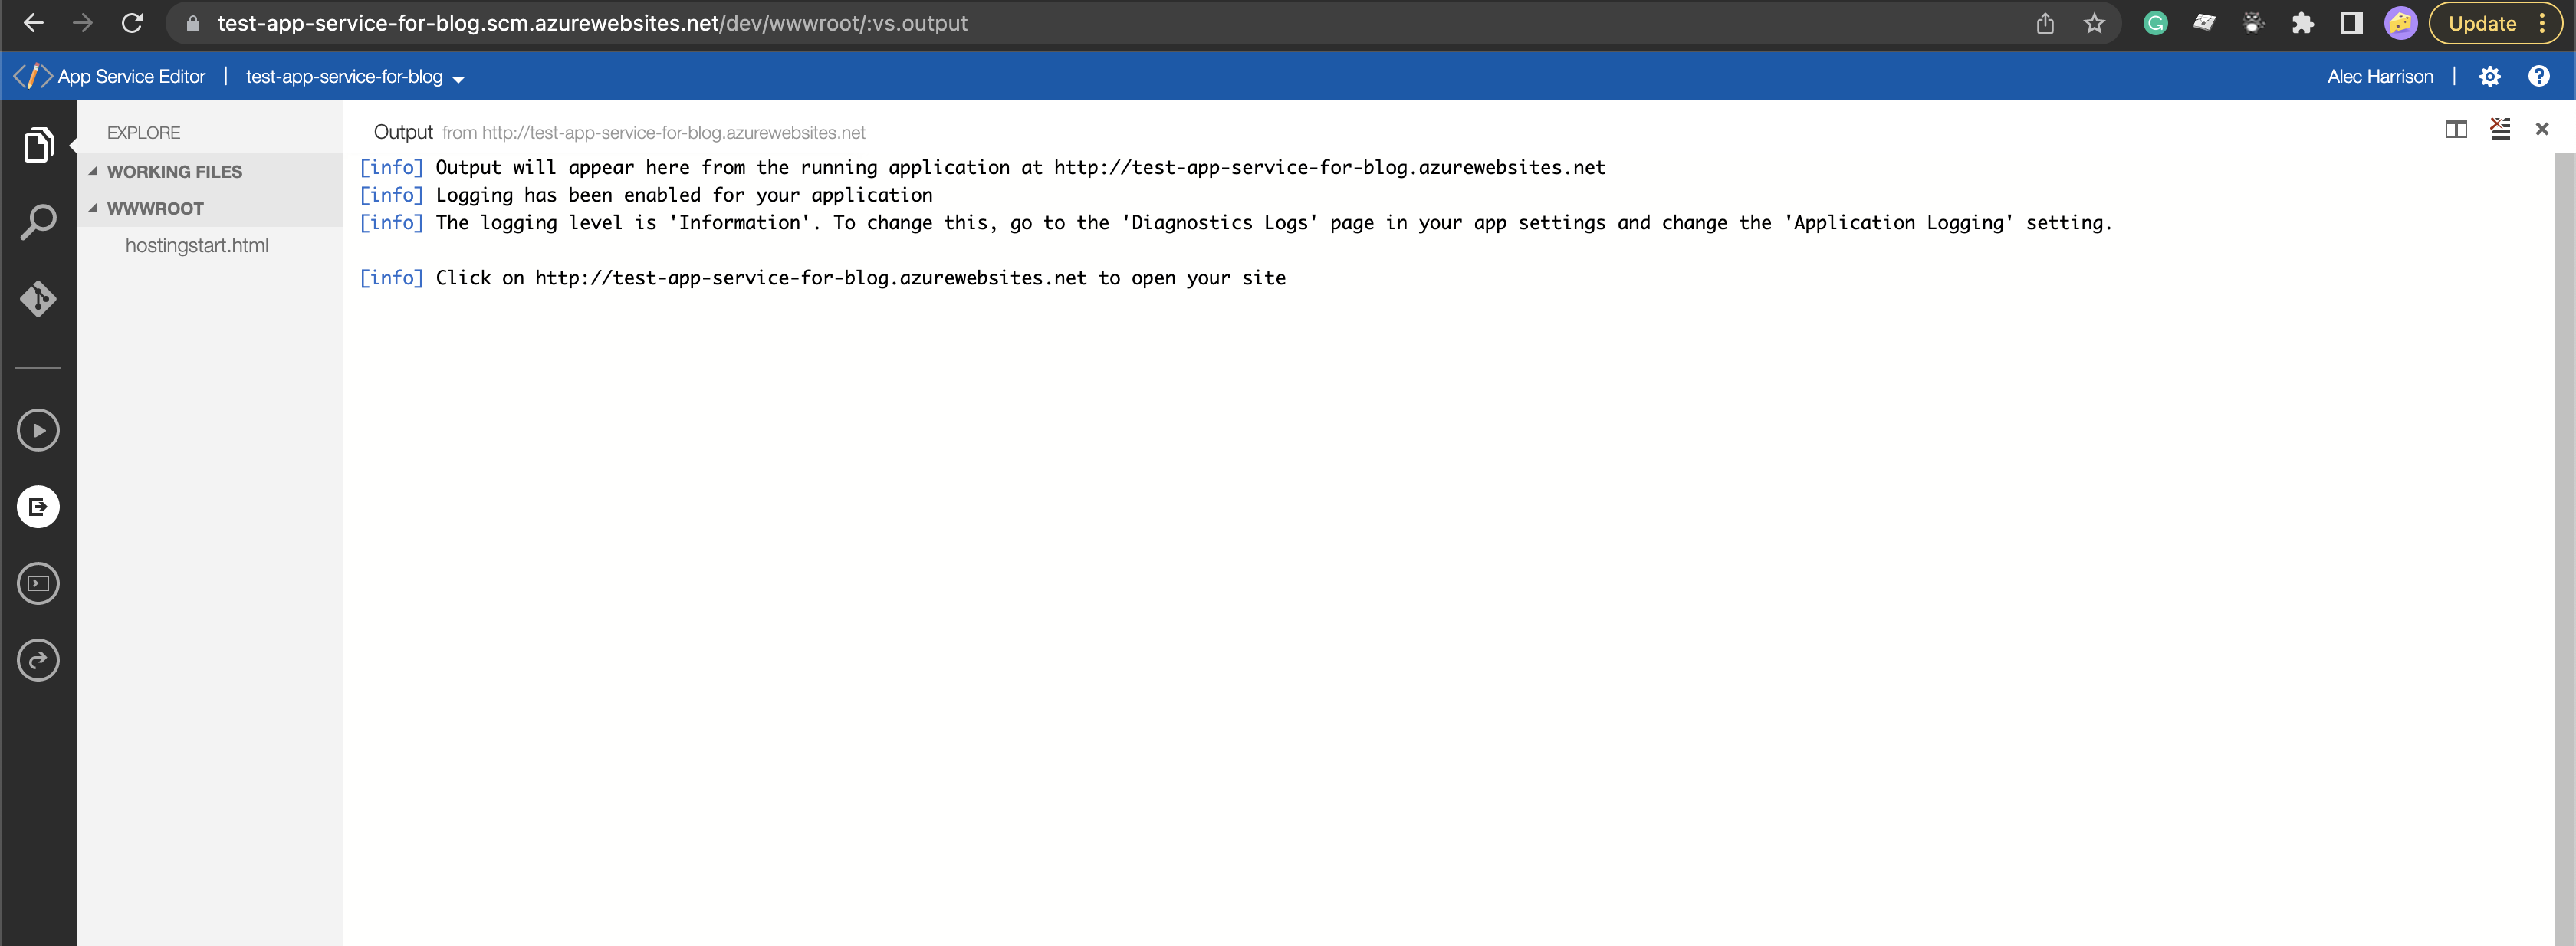 test-app-service-for-blog.scm.azurewebsites.net/dev/wwwroot/:vs.output
Update
App Service Editor | test-app-service-for-blog
Alec Harrison |
EXPLORE
WORKING FILES
WWWROOT
hostingstart.html
Output from http://test-app-service-for-blog.azurewebsites.net
[info] Output will appear here from the running application at http://test-app-service-for-blog.azurewebsites.net
[info] Logging has been enabled for your application
[info] The logging level is 'Information'. To change this, go to the 'Diagnostics Logs' page in your app settings and change the 'Application Logging' setting.
[info] Click on http://test-app-service-for-blog.azurewebsites.net to open your site